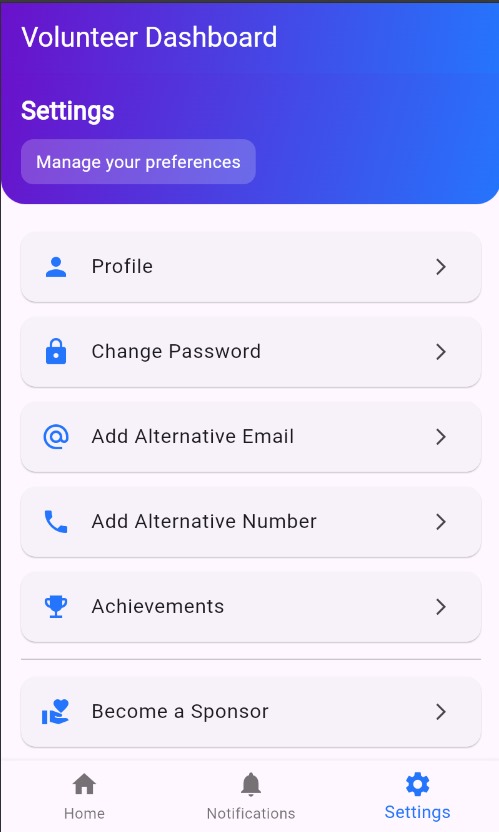 Volunteer Dashboard
Settings
Manage your preferences
Profile
Change Password
Add Alternative Email
Add Alternative Number
Achievements
Become a Sponsor
Home
Notifications
Settings